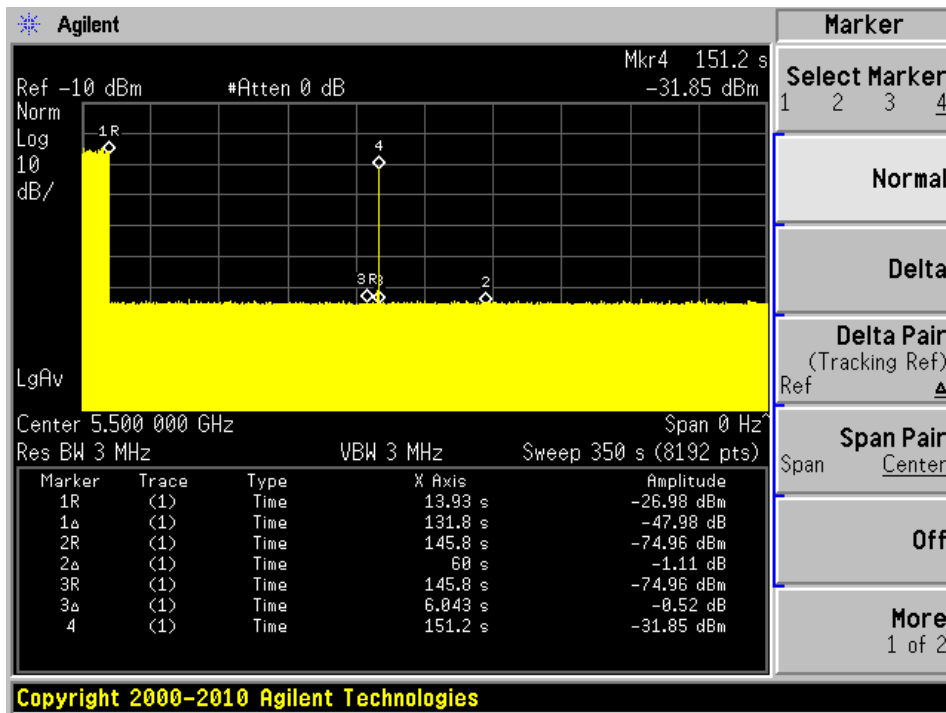 Agilent
Marker
Mkr4 151.2 s
Ref -10 dBm #Atten 0 dB -31.85 dBm
Norm
Log
10
dB/
1R
4
3R
2
LgAv
Center 5.500 000 GHz Span 0 Hz^
Res BW 3 MHz VBW 3 MHz Sweep 350 s (8192 pts)
Marker Trace Type X Axis Amplitude
1R (1) Time 13.93 s -26.98 dBm
1Δ (1) Time 131.8 s -47.98 dB
2R (1) Time 145.8 s -74.96 dBm
2Δ (1) Time 60 s -1.11 dB
3R (1) Time 145.8 s -74.96 dBm
3Δ (1) Time 6.043 s -0.52 dB
4 (1) Time 151.2 s -31.85 dBm
Select Marker
1 2 3 4
Normal
Delta
Delta Pair
(Tracking Ref)
Ref Δ
Span Pair
Span Center
Off
More
1 of 2
Copyright 2000-2010 Agilent Technologies